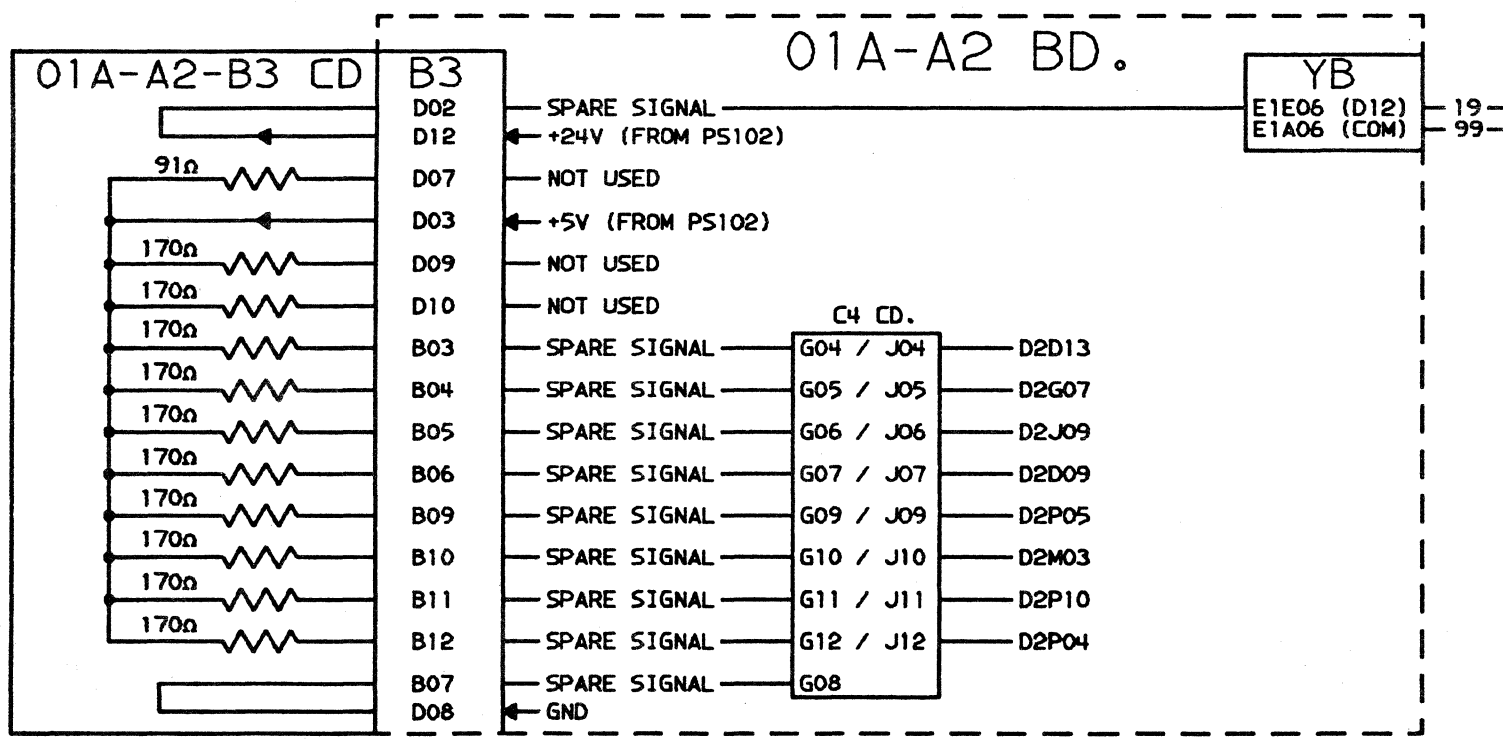 01A-A2 BD.
01A-A2-B3 CD B3 YB
D02 SPARE SIGNAL E1E06 (D12) 19
D12 +24V (FROM PS102) E1A06 (COM) 99
91Ω D07 NOT USED
D03 +5V (FROM PS102)
170Ω D09 NOT USED
170Ω D10 NOT USED
C4 CD.
170Ω B03 SPARE SIGNAL G04 / J04 D2D13
170Ω B04 SPARE SIGNAL G05 / J05 D2G07
170Ω B05 SPARE SIGNAL G06 / J06 D2J09
170Ω B06 SPARE SIGNAL G07 / J07 D2D09
170Ω B09 SPARE SIGNAL G09 / J09 D2P05
170Ω B10 SPARE SIGNAL G10 / J10 D2M03
170Ω B11 SPARE SIGNAL G11 / J11 D2P10
170Ω B12 SPARE SIGNAL G12 / J12 D2P04
B07 SPARE SIGNAL G08
D08 GND